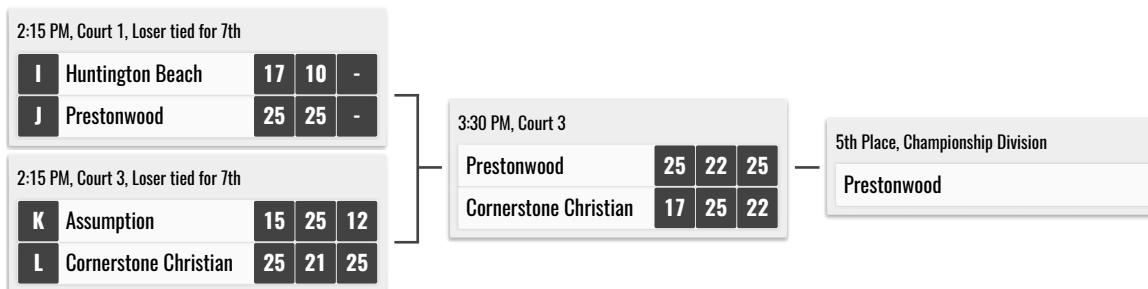 2:15 PM, Court 1, Loser tied for 7th
I Huntington Beach 17 10 -
J Prestonwood 25 25 -
2:15 PM, Court 3, Loser tied for 7th
K Assumption 15 25 12
L Cornerstone Christian 25 21 25
3:30 PM, Court 3
Prestonwood 25 22 25
Cornerstone Christian 17 25 22
5th Place, Championship Division
Prestonwood